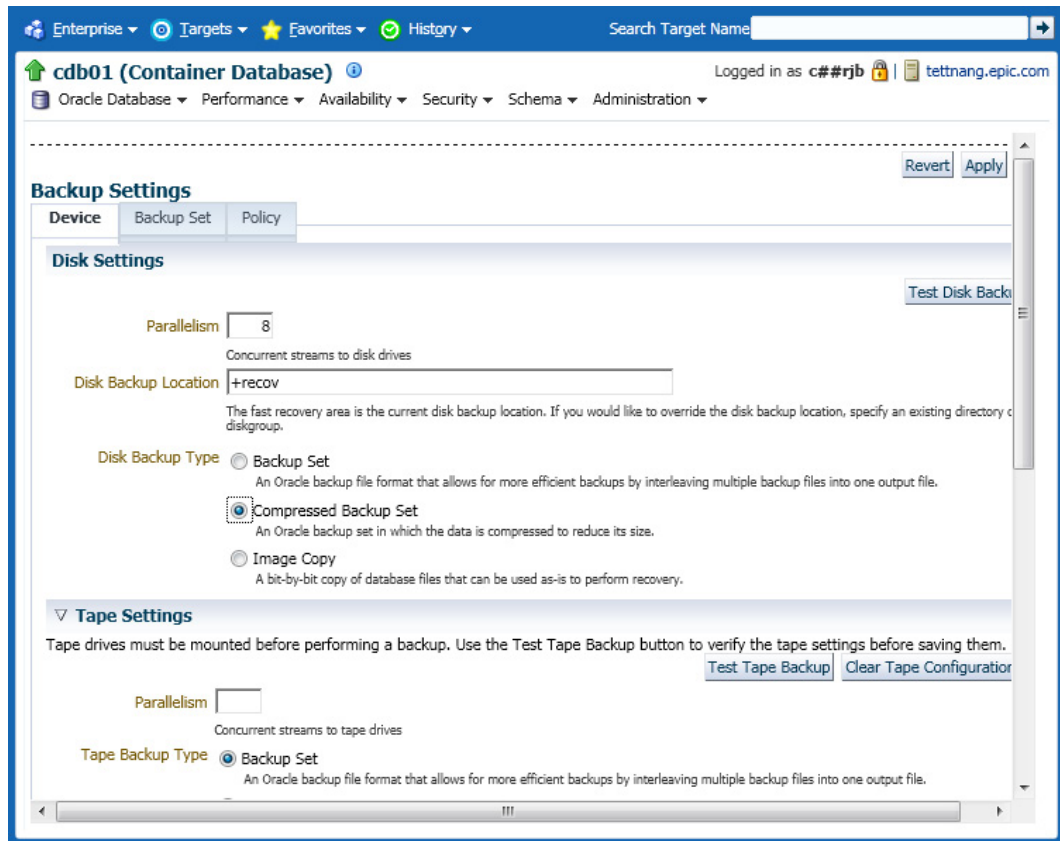 Enterprise Targets Favorites History Search Target Name
cdb01 (Container Database) Logged in as c##rjb | tettnang.epic.com
Oracle Database Performance Availability Security Schema Administration
Revert Apply
Backup Settings
Device Backup Set Policy
Disk Settings
Test Disk Backu
Parallelism 8
Concurrent streams to disk drives
Disk Backup Location +recov
The fast recovery area is the current disk backup location. If you would like to override the disk backup location, specify an existing directory o
diskgroup.
Disk Backup Type Backup Set
An Oracle backup file format that allows for more efficient backups by interleaving multiple backup files into one output file.
Compressed Backup Set
An Oracle backup set in which the data is compressed to reduce its size.
Image Copy
A bit-by-bit copy of database files that can be used as-is to perform recovery.
Tape Settings
Tape drives must be mounted before performing a backup. Use the Test Tape Backup button to verify the tape settings before saving them.
Test Tape Backup Clear Tape Configuration
Parallelism
Concurrent streams to tape drives
Tape Backup Type Backup Set
An Oracle backup file format that allows for more efficient backups by interleaving multiple backup files into one output file.